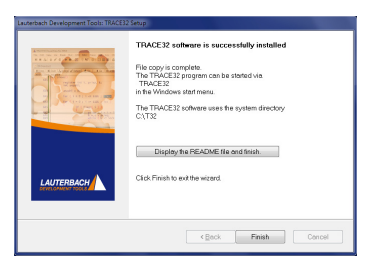 Lauterbach Development Tools: TRACE32 Setup
TRACE32 software is successfully installed
File copy is complete.
The TRACE32 program can be started via
TRACE32
in the Windows start menu.
The TRACE32 software uses the system directory
C:\T32
Display the README file and finish.
LAUTERBACH
DEVELOPMENT TOOLS
Click Finish to exit the wizard.
< Back
Finish
Cancel